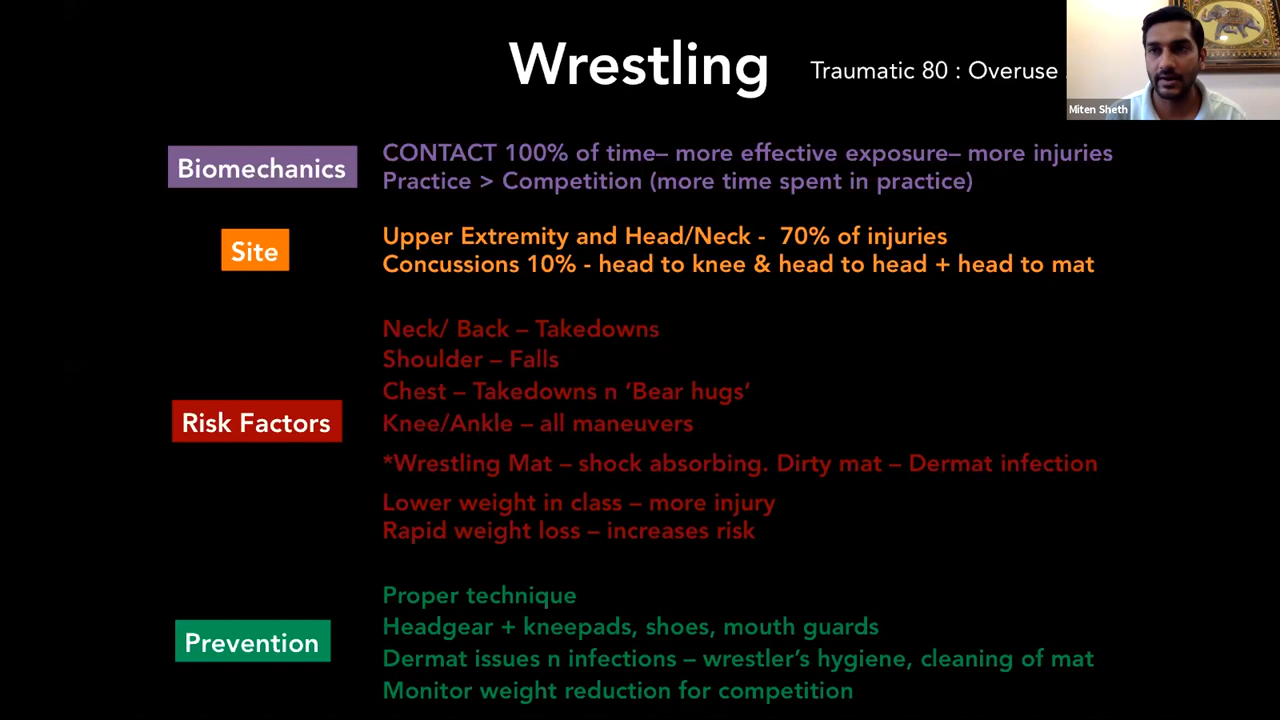 Wrestling
Traumatic 80 : Overuse
Miten Sheth
Biomechanics
CONTACT 100% of time– more effective exposure– more injuries
Practice > Competition (more time spent in practice)
Site
Upper Extremity and Head/Neck - 70% of injuries
Concussions 10% - head to knee & head to head + head to mat
Risk Factors
Neck/ Back – Takedowns
Shoulder – Falls
Chest – Takedowns n ‘Bear hugs’
Knee/Ankle – all maneuvers
*Wrestling Mat – shock absorbing. Dirty mat – Dermat infection
Lower weight in class – more injury
Rapid weight loss – increases risk
Prevention
Proper technique
Headgear + kneepads, shoes, mouth guards
Dermat issues n infections – wrestler’s hygiene, cleaning of mat
Monitor weight reduction for competition